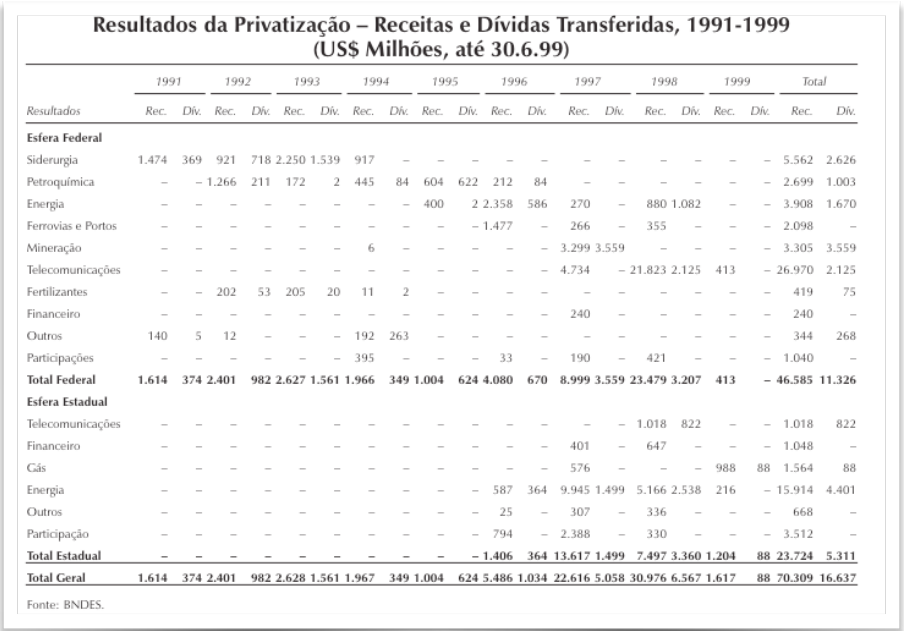 Resultados da Privatização – Receitas e Dívidas Transferidas, 1991-1999
(US$ Milhões, até 30.6.99)
1991 1992 1993 1994 1995 1996 1997 1998 1999 Total
Resultados Rec. Dív. Rec. Dív. Rec. Dív. Rec. Dív. Rec. Dív. Rec. Dív. Rec. Dív. Rec. Dív. Rec. Dív. Rec. Dív.
Esfera Federal
Siderurgia 1.474 369 921 718 2.250 1.539 917 – – – – – – – – – – – 5.562 2.626
Petroquímica – – 1.266 211 172 2 445 84 604 622 212 84 – – – – – – 2.699 1.003
Energia – – – – – – – – 400 2 2.358 586 270 – 880 1.082 – – 3.908 1.670
Ferrovias e Portos – – – – – – – – – – 1.477 – 266 – 355 – – – 2.098 –
Mineração – – – – – – 6 – – – – – 3.299 3.559 – – – – 3.305 3.559
Telecomunicações – – – – – – – – – – – – 4.734 – 21.823 2.125 413 – 26.970 2.125
Fertilizantes – – 202 53 205 20 11 2 – – – – – – – – – – 419 75
Financeiro – – – – – – – – – – – – 240 – – – – – 240 –
Outros 140 5 12 – – – 192 263 – – – – – – – – – – 344 268
Participações – – – – – – 395 – – – 33 – 190 – 421 – – – 1.040 –
Total Federal 1.614 374 2.401 982 2.627 1.561 1.966 349 1.004 624 4.080 670 8.999 3.559 23.479 3.207 413 – 46.585 11.326
Esfera Estadual
Telecomunicações – – – – – – – – – – – – – – 1.018 822 – – 1.018 822
Financeiro – – – – – – – – – – – – 401 – 647 – – – 1.048 –
Gás – – – – – – – – – – – – 576 – – – 988 88 1.564 88
Energia – – – – – – – – – – 587 364 9.945 1.499 5.166 2.538 216 – 15.914 4.401
Outros – – – – – – – – – – 25 – 307 – 336 – – – 668 –
Participação – – – – – – – – – – 794 – 2.388 – 330 – – – 3.512 –
Total Estadual – – – – – – – – – – 1.406 364 13.617 1.499 7.497 3.360 1.204 88 23.724 5.311
Total Geral 1.614 374 2.401 982 2.628 1.561 1.967 349 1.004 624 5.486 1.034 22.616 5.058 30.976 6.567 1.617 88 70.309 16.637
Fonte: BNDES.